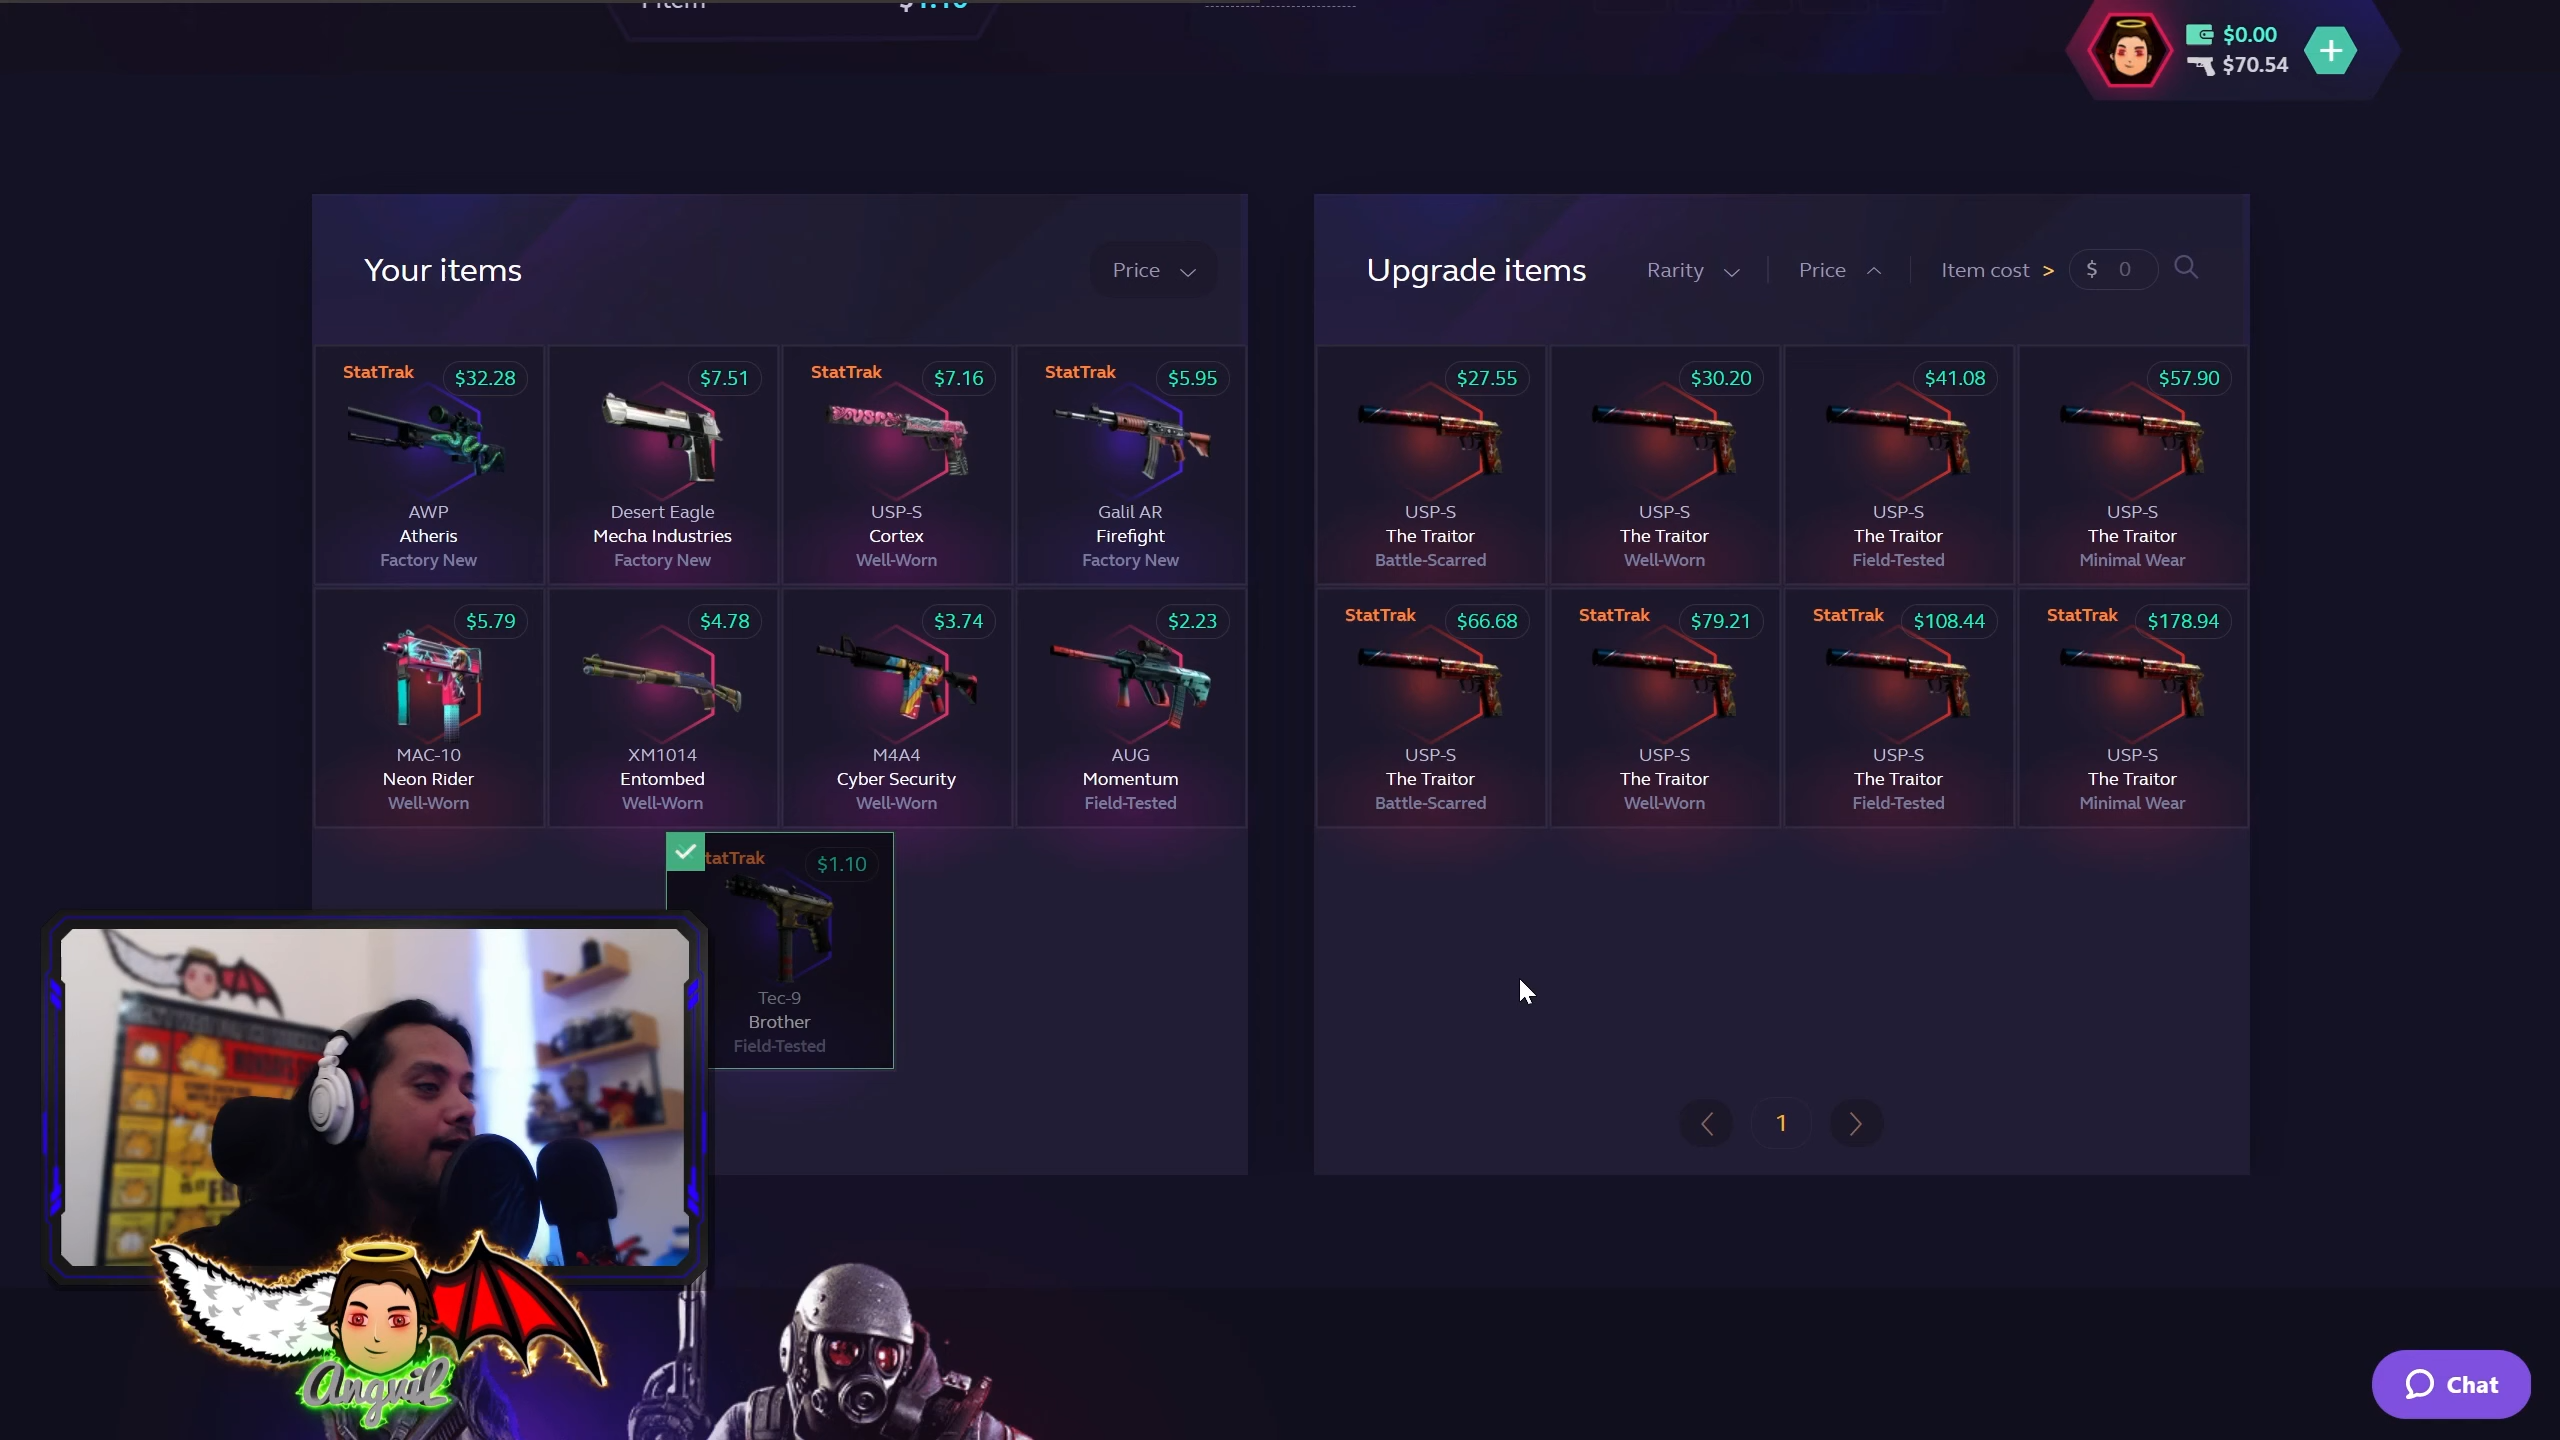 $1.10
$0.00
$70.54
Your items
Price
Upgrade items
Rarity
Price
Item cost >
$ 0
StatTrak
$32.28
AWP
Atheris
Factory New
$7.51
Desert Eagle
Mecha Industries
Factory New
StatTrak
$7.16
USP-S
Cortex
Well-Worn
StatTrak
$5.95
Galil AR
Firefight
Factory New
$5.79
MAC-10
Neon Rider
Well-Worn
$4.78
XM1014
Entombed
Well-Worn
$3.74
M4A4
Cyber Security
Well-Worn
$2.23
AUG
Momentum
Field-Tested
tatTrak
$1.10
Tec-9
Brother
Field-Tested
$27.55
USP-S
The Traitor
Battle-Scarred
$30.20
USP-S
The Traitor
Well-Worn
$41.08
USP-S
The Traitor
Field-Tested
$57.90
USP-S
The Traitor
Minimal Wear
StatTrak
$66.68
USP-S
The Traitor
Battle-Scarred
StatTrak
$79.21
USP-S
The Traitor
Well-Worn
StatTrak
$108.44
USP-S
The Traitor
Field-Tested
StatTrak
$178.94
USP-S
The Traitor
Minimal Wear
1
Angvil
Chat